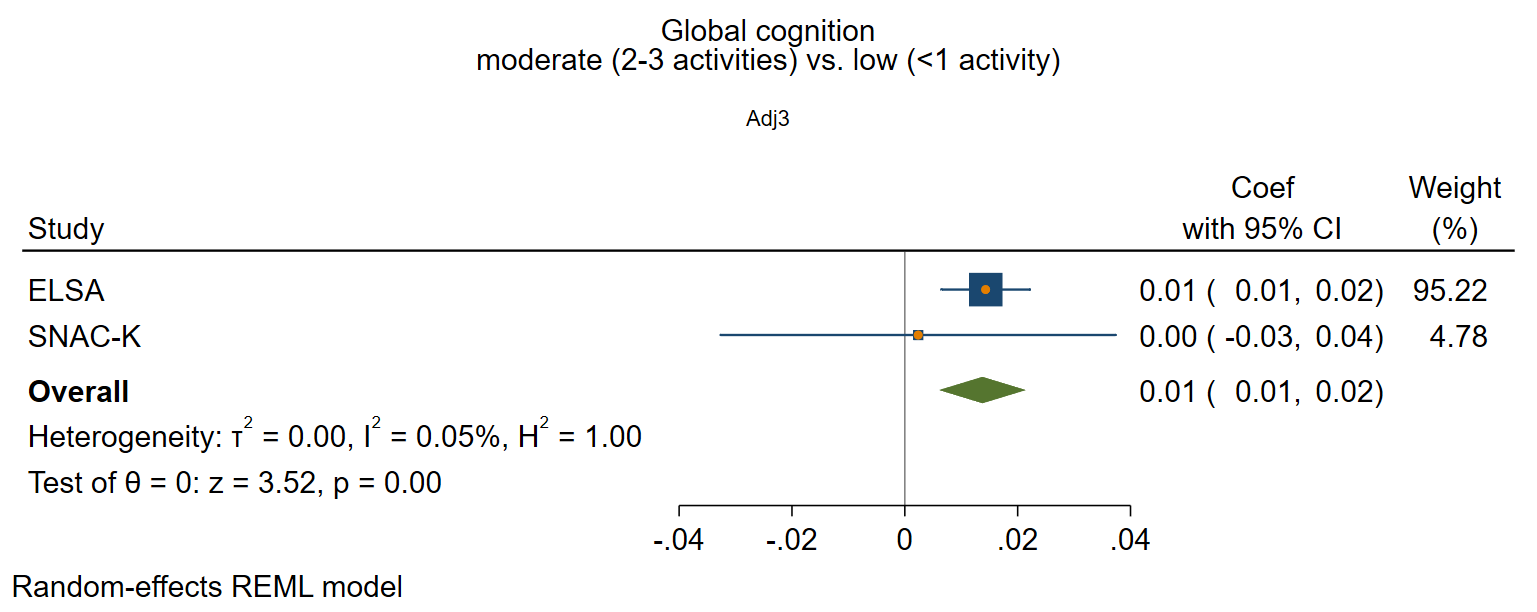 Global cognition
moderate (2-3 activities) vs. low (<1 activity)
Adj3
Coef Weight
Study with 95% CI (%)
ELSA 0.01 ( 0.01, 0.02) 95.22
SNAC-K 0.00 ( -0.03, 0.04) 4.78
Overall 0.01 ( 0.01, 0.02)
Heterogeneity: τ² = 0.00, I² = 0.05%, H² = 1.00
Test of θ = 0: z = 3.52, p = 0.00
-.04 -.02 0 .02 .04
Random-effects REML model